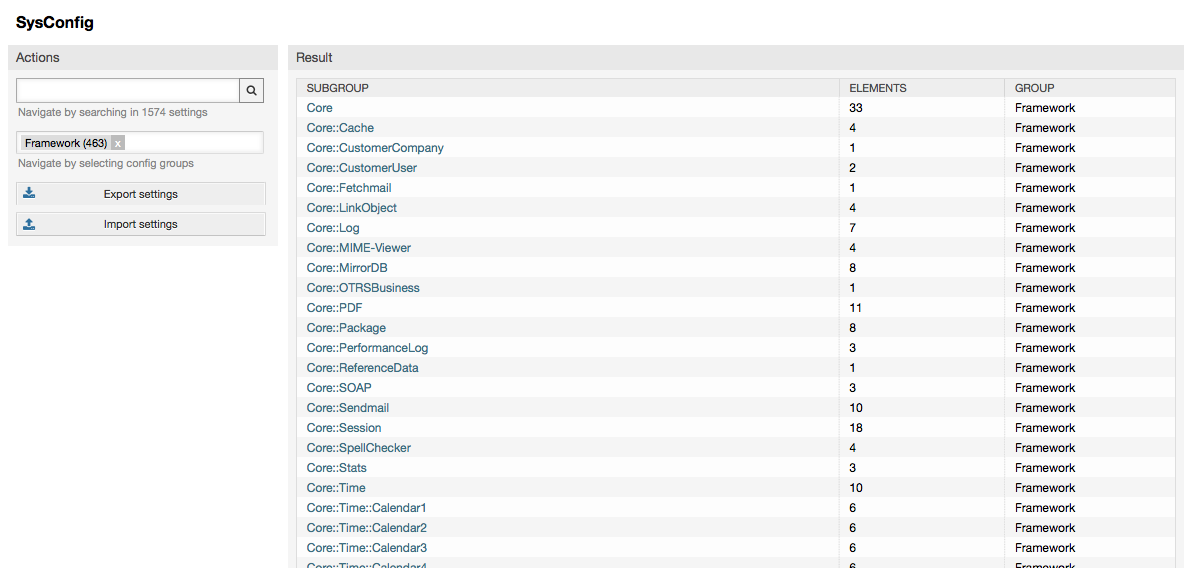 SysConfig
Actions
Navigate by searching in 1574 settings
Framework (463) x
Navigate by selecting config groups
Export settings
Import settings
Result
SUBGROUP ELEMENTS GROUP
Core 33 Framework
Core::Cache 4 Framework
Core::CustomerCompany 1 Framework
Core::CustomerUser 2 Framework
Core::Fetchmail 1 Framework
Core::LinkObject 4 Framework
Core::Log 7 Framework
Core::MIME-Viewer 4 Framework
Core::MirrorDB 8 Framework
Core::OTRSBusiness 1 Framework
Core::PDF 11 Framework
Core::Package 8 Framework
Core::PerformanceLog 3 Framework
Core::ReferenceData 1 Framework
Core::SOAP 3 Framework
Core::Sendmail 10 Framework
Core::Session 18 Framework
Core::SpellChecker 4 Framework
Core::Stats 3 Framework
Core::Time 10 Framework
Core::Time::Calendar1 6 Framework
Core::Time::Calendar2 6 Framework
Core::Time::Calendar3 6 Framework
Core::Time::Calendar4 6 Framework